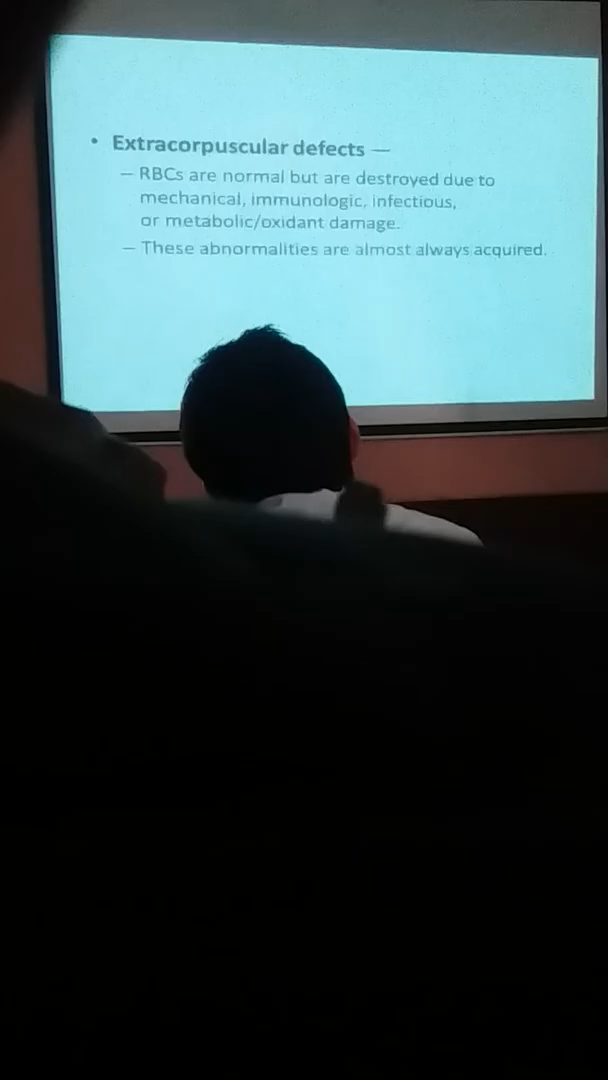 • Extracorpuscular defects —
– RBCs are normal but are destroyed due to
mechanical, immunologic, infectious,
or metabolic/oxidant damage.
– These abnormalities are almost always acquired.